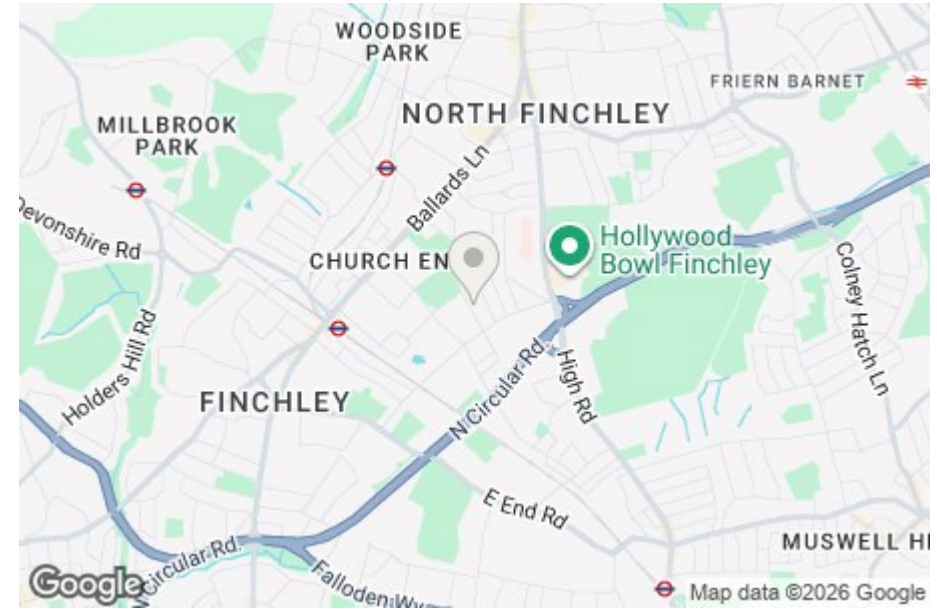 WOODSIDE
PARK
FRIERN BARNET
NORTH FINCHLEY
MILLBROOK
PARK
Ballards Ln
Devonshire Rd
CHURCH EN
Hollywood
Bowl Finchley
Colney Hatch Ln
Holders Hill Rd
N Circular Rd
High Rd
FINCHLEY
E End Rd
MUSWELL HI
N Circular Rd.
Falloden Wy
Google
Map data ©2026 Google